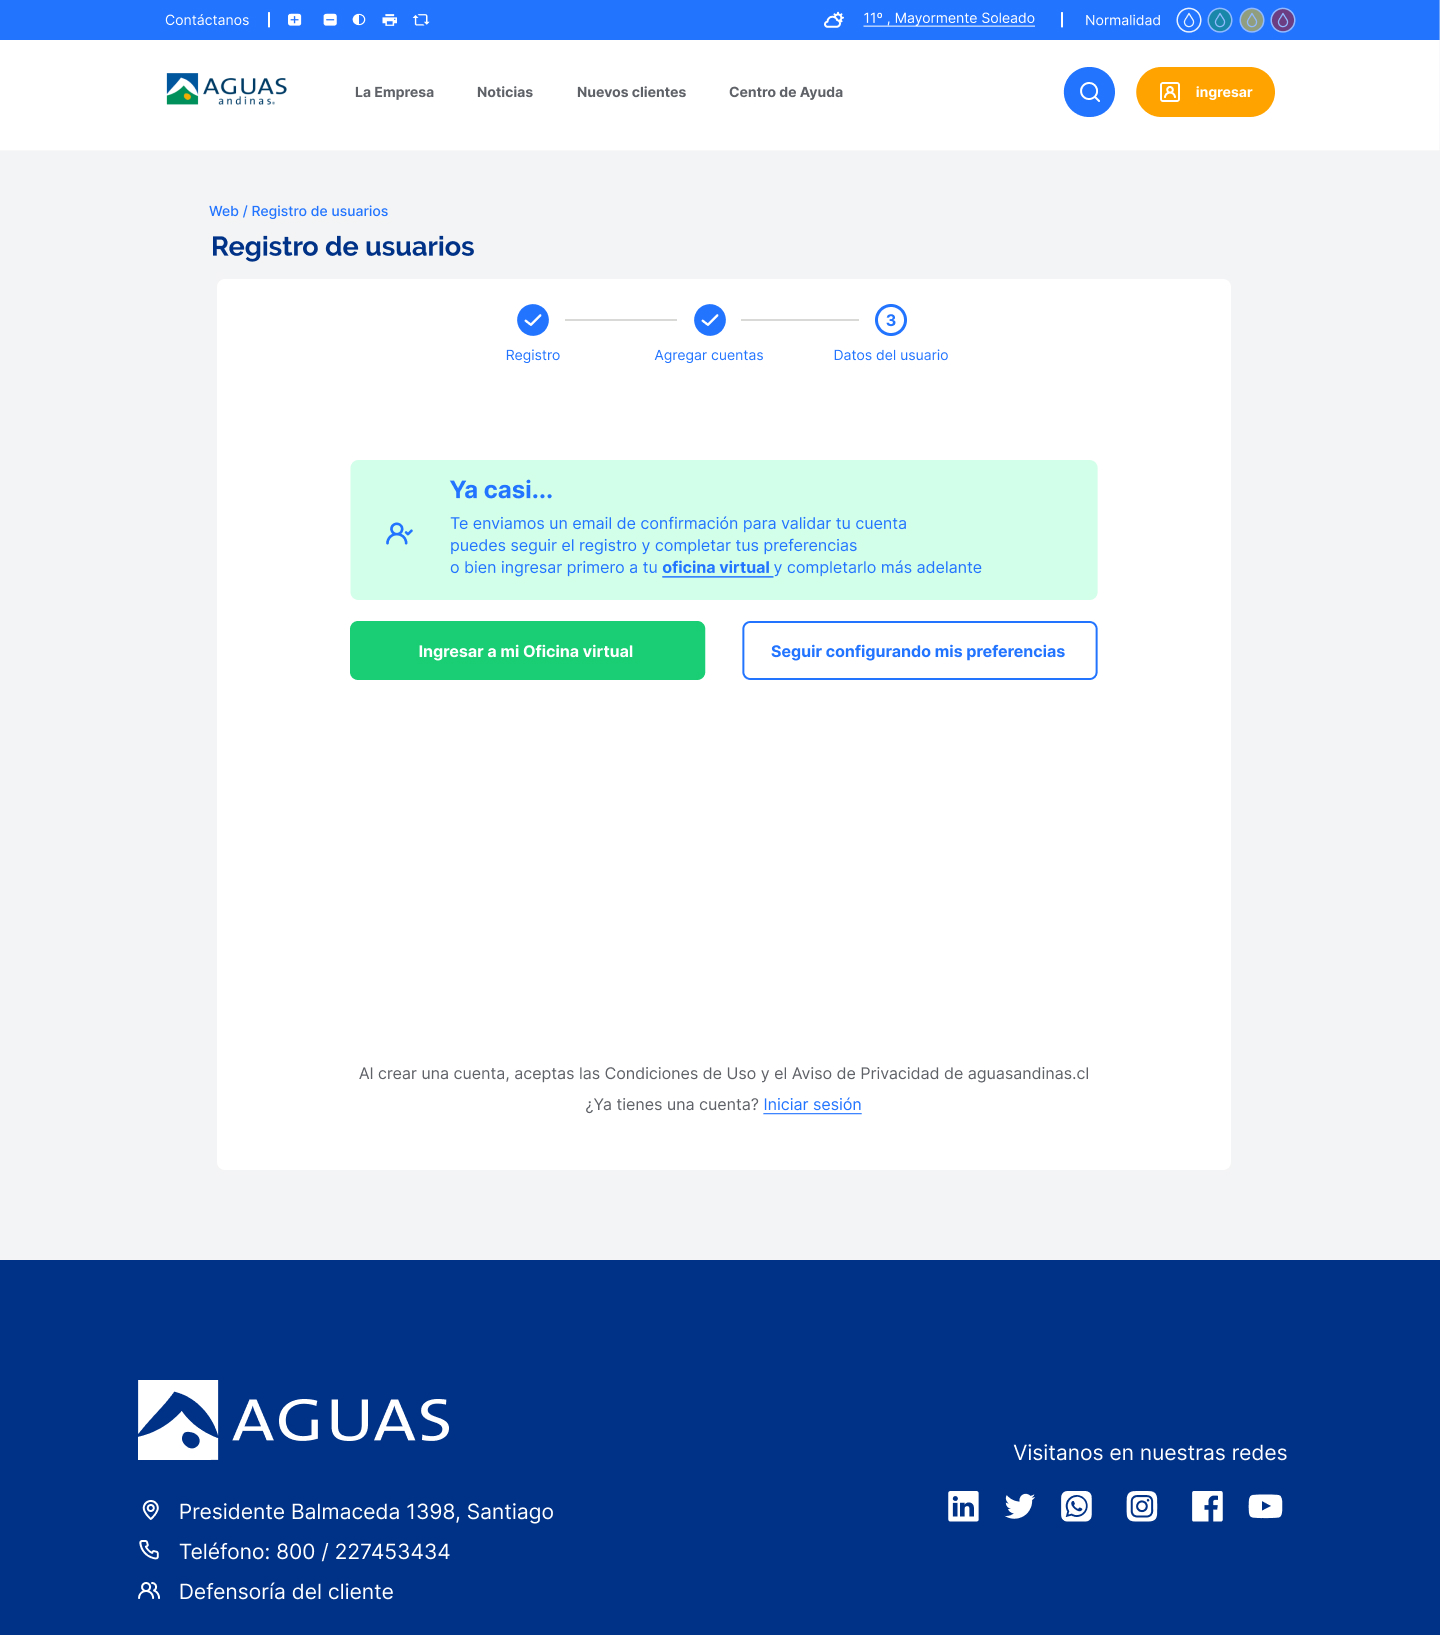 Contáctanos
11º , Mayormente Soleado
Normalidad
AGUAS
andinas.
La Empresa
Noticias
Nuevos clientes
Centro de Ayuda
ingresar
Web / Registro de usuarios
Registro de usuarios
3
Registro
Agregar cuentas
Datos del usuario
Ya casi...
Te enviamos un email de confirmación para validar tu cuenta
puedes seguir el registro y completar tus preferencias
o bien ingresar primero a tu oficina virtual y completarlo más adelante
Ingresar a mi Oficina virtual
Seguir configurando mis preferencias
Al crear una cuenta, aceptas las Condiciones de Uso y el Aviso de Privacidad de aguasandinas.cl
¿Ya tienes una cuenta? Iniciar sesión
AGUAS
Visitanos en nuestras redes
Presidente Balmaceda 1398, Santiago
Teléfono: 800 / 227453434
Defensoría del cliente